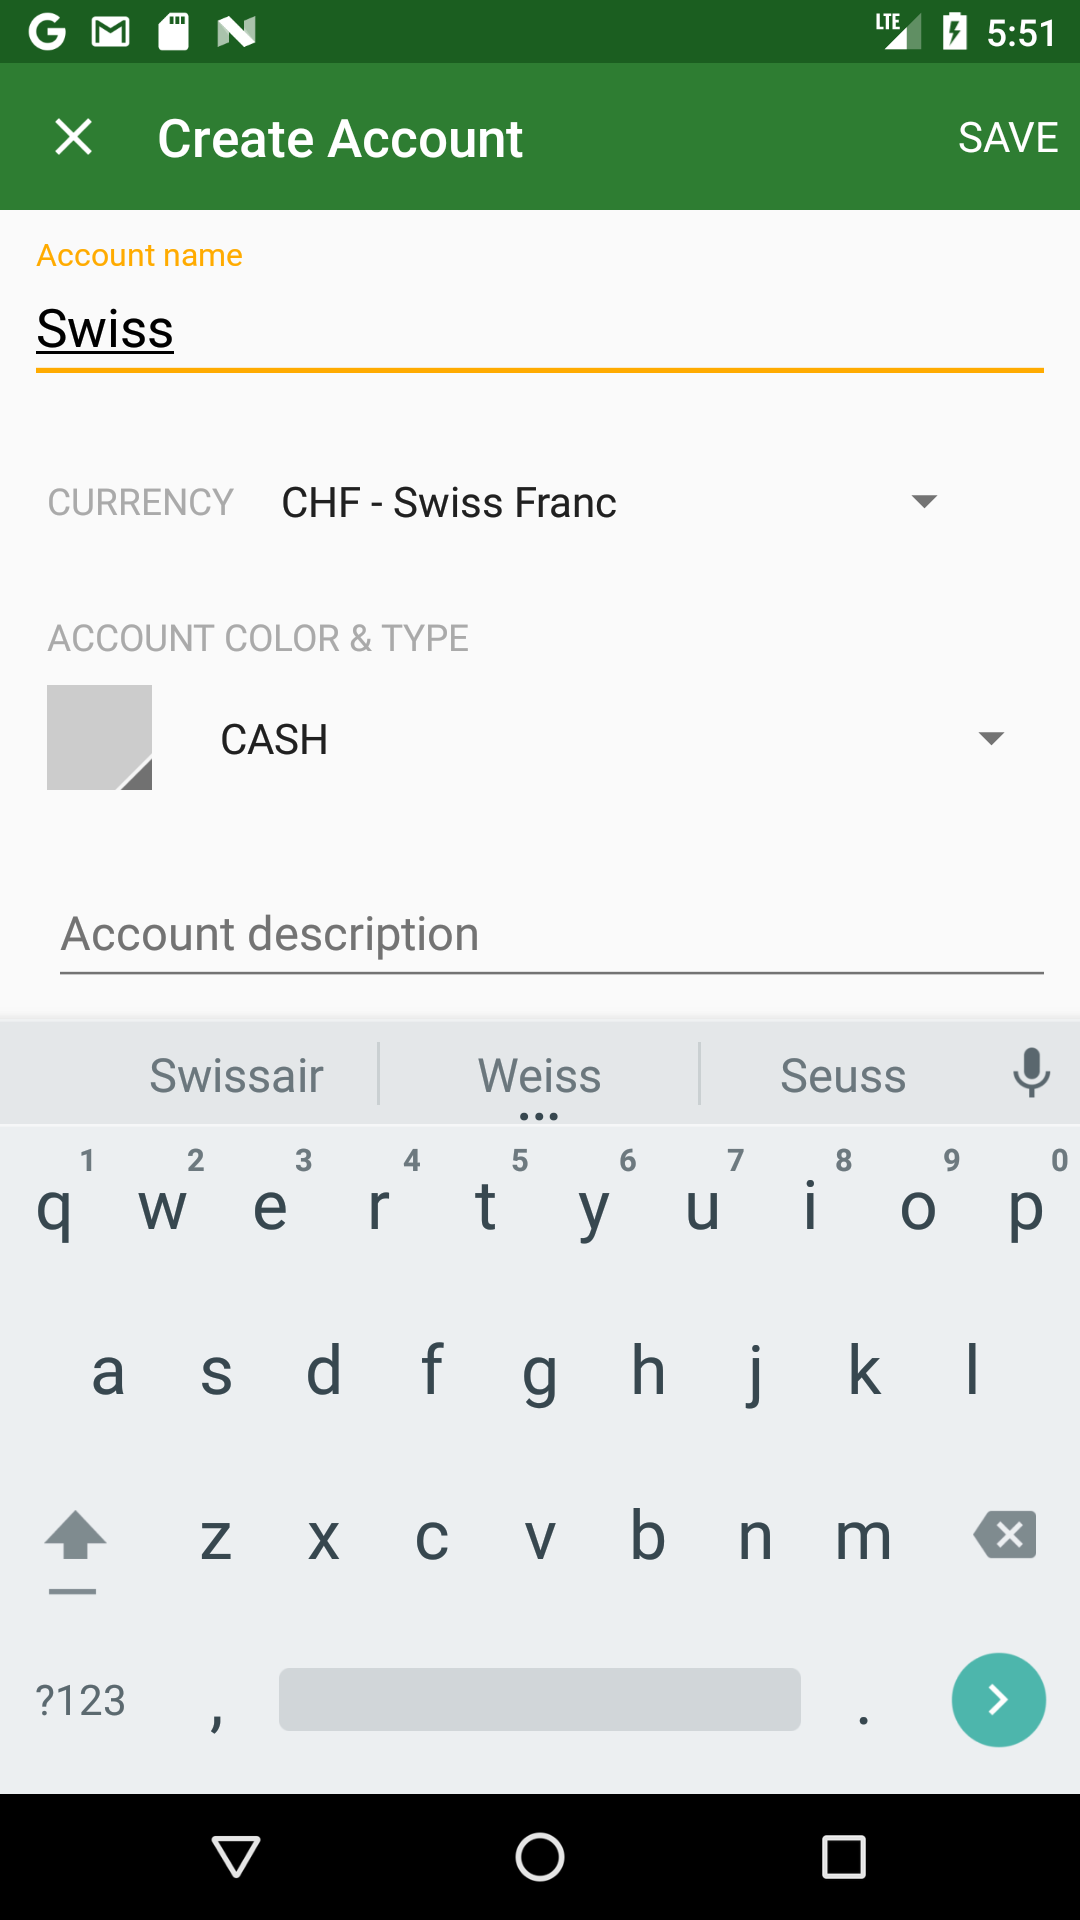 LTE 5:51
Create Account SAVE
Account name
Swiss
CURRENCY CHF - Swiss Franc
ACCOUNT COLOR & TYPE
CASH
Account description
Swissair Weiss Seuss
1 2 3 4 5 6 7 8 9 0
q w e r t y u i o p
a s d f g h j k l
z x c v b n m
?123 , .